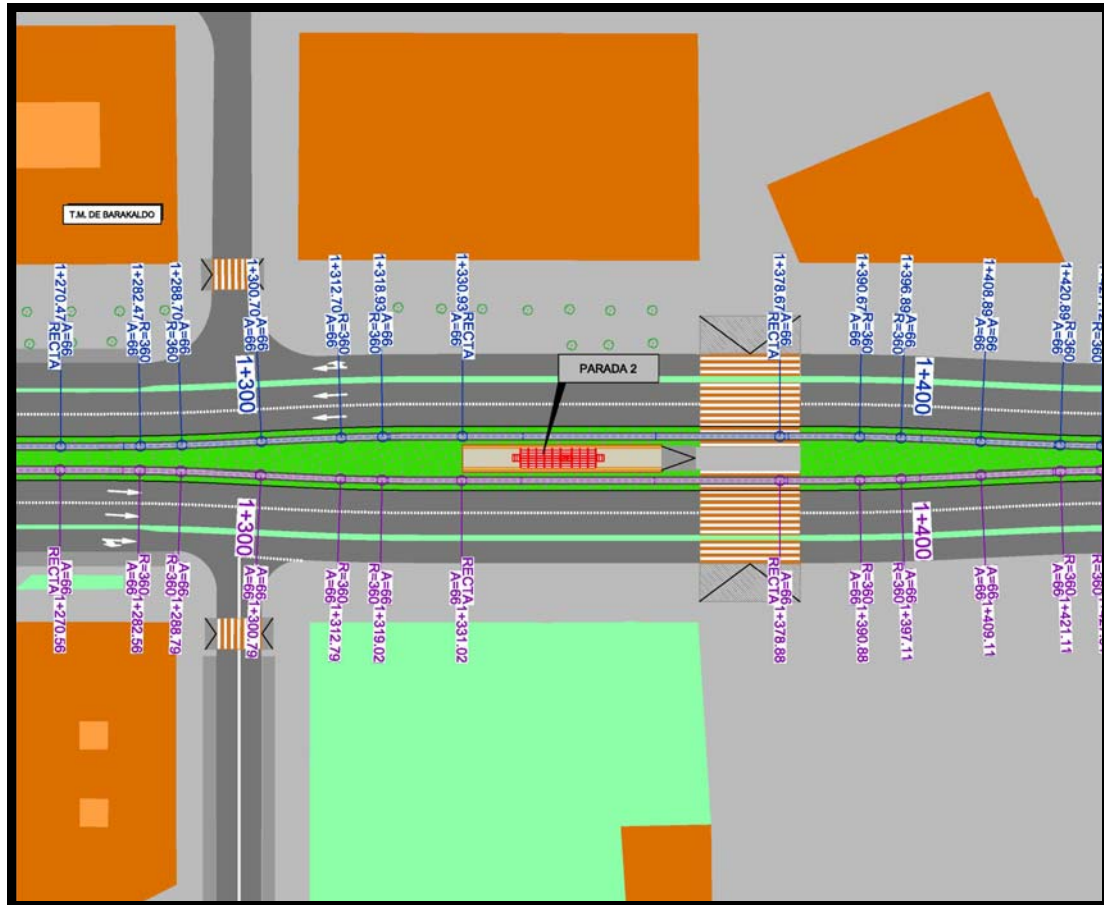 T.M. DE BARAKALDO
1+270.47
A=66
RECTA
1+282.47
R=360
A=66
1+288.70
A=66
R=360
1+300.70
A=66
A=66
1+312.70
R=360
A=66
1+318.93
A=66
R=360
1+330.93
RECTA
A=66
1+378.67
A=66
RECTA
1+390.67
R=360
A=66
1+396.89
A=66
R=360
1+408.89
A=66
A=66
1+420.89
R=360
A=66
R=360
1+300
PARADA 2
1+400
1+300
1+400
A=66
RECTA
1+270.56
R=360
A=66
1+282.56
A=66
R=360
1+288.79
A=66
A=66
1+300.79
R=360
A=66
1+312.79
A=66
R=360
1+319.02
RECTA
A=66
1+331.02
A=66
RECTA
1+378.88
R=360
A=66
1+390.88
A=66
R=360
1+397.11
A=66
A=66
1+409.11
R=360
A=66
1+421.11
R=360